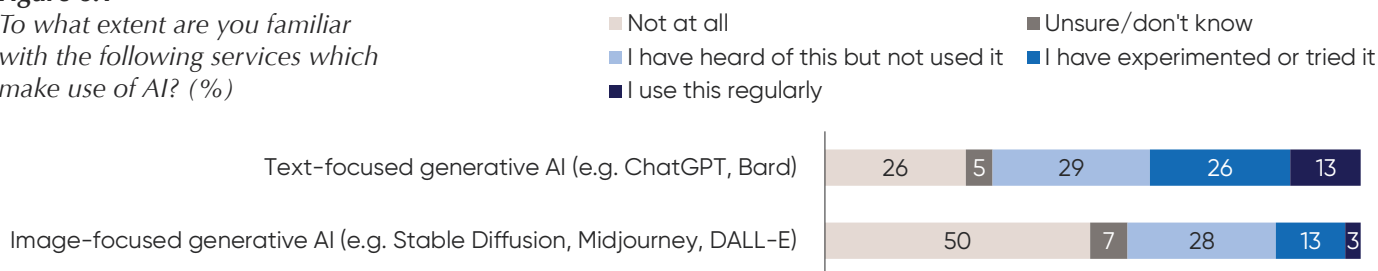 To what extent are you familiar
with the following services which
make use of AI? (%)
Not at all
Unsure/don't know
I have heard of this but not used it
I have experimented or tried it
I use this regularly
Text-focused generative AI (e.g. ChatGPT, Bard)
26 5 29 26 13
Image-focused generative AI (e.g. Stable Diffusion, Midjourney, DALL-E)
50 7 28 13 3